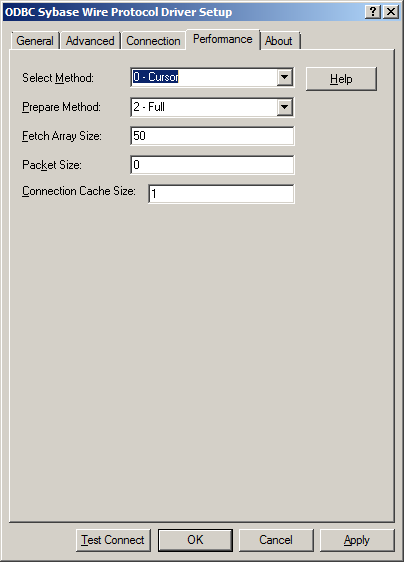 ODBC Sybase Wire Protocol Driver Setup
General Advanced Connection Performance About
Select Method: 0 - Cursor Help
Prepare Method: 2 - Full
Fetch Array Size: 50
Packet Size: 0
Connection Cache Size: 1
Test Connect OK Cancel Apply